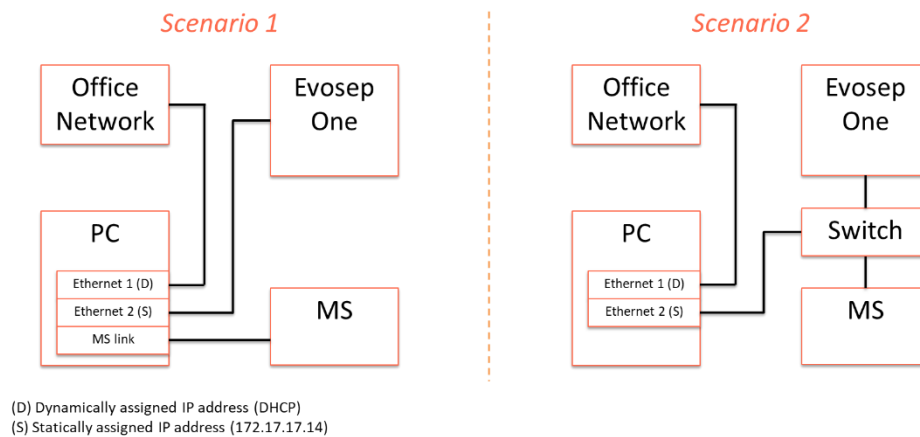 Scenario 1
Office
Network
Evosep
One
PC
Ethernet 1 (D)
Ethernet 2 (S)
MS link
MS
Scenario 2
Office
Network
Evosep
One
PC
Switch
Ethernet 1 (D)
Ethernet 2 (S)
MS
(D) Dynamically assigned IP address (DHCP)
(S) Statically assigned IP address (172.17.17.14)